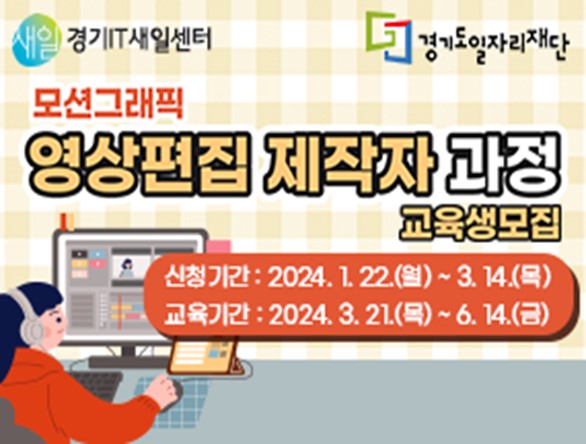 새일 경기IT새일센터
경기도일자리재단
모션그래픽
영상편집 제작자 과정
교육생모집
신청기간 : 2024. 1. 22.(월) ~ 3. 14.(목)
교육기간 : 2024. 3. 21.(목) ~ 6. 14.(금)